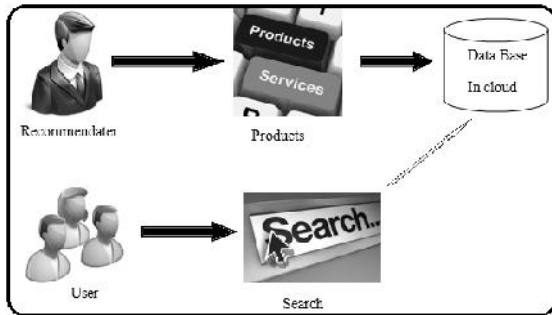 Products
Services
Data Base
In cloud
Recommendater
Products
Search...
User
Search